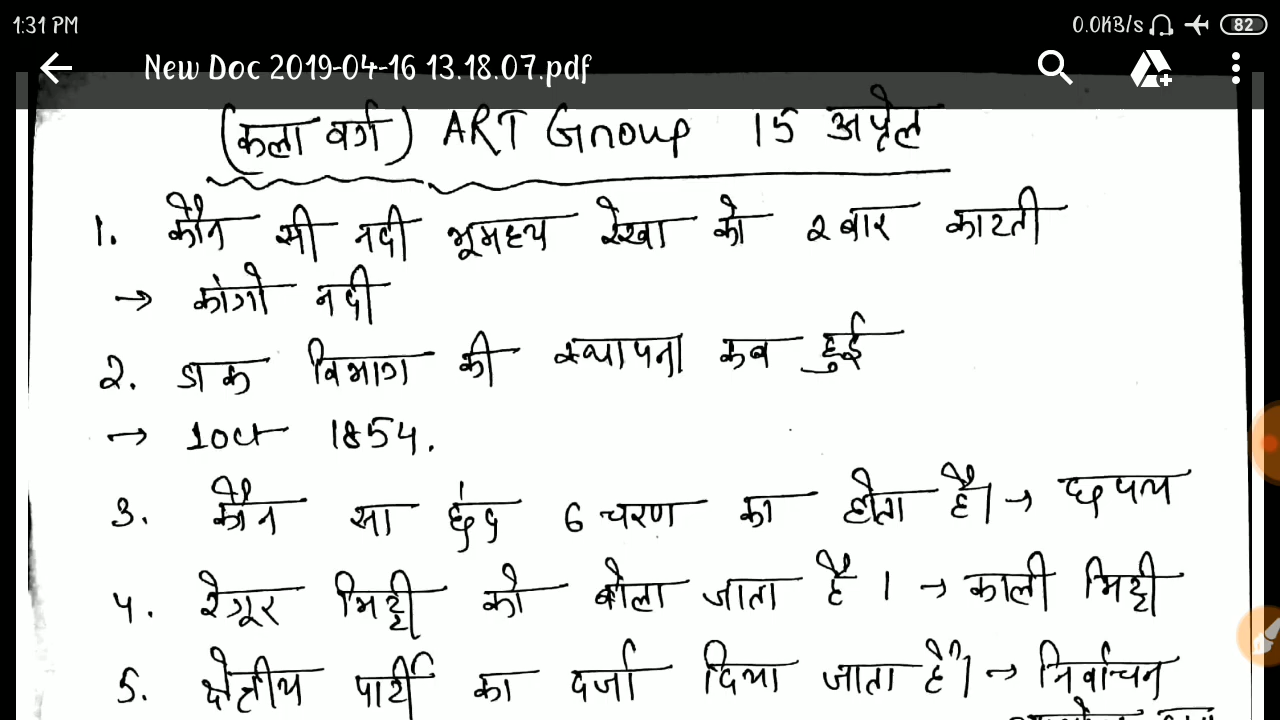 1:31 PM 0.0KB/s 82
New Doc 2019-04-16 13.18.07.pdf
(कला वर्ग) ART Group 15 अप्रैल
1. कौन सी नदी भूमध्य रेखा को 2 बार काटती
→ कांगो नदी
2. डाक विभाग की स्थापना कब हुई
→ 1 oct 1854.
3. कौन सा छंद 6 चरण का होता है। → छपत्य
4. रेगूर मिट्टी को बोला जाता है। → काली मिट्टी
5. क्षेत्रीय पार्टी का दर्जा दिया जाता है। → निर्वाचन